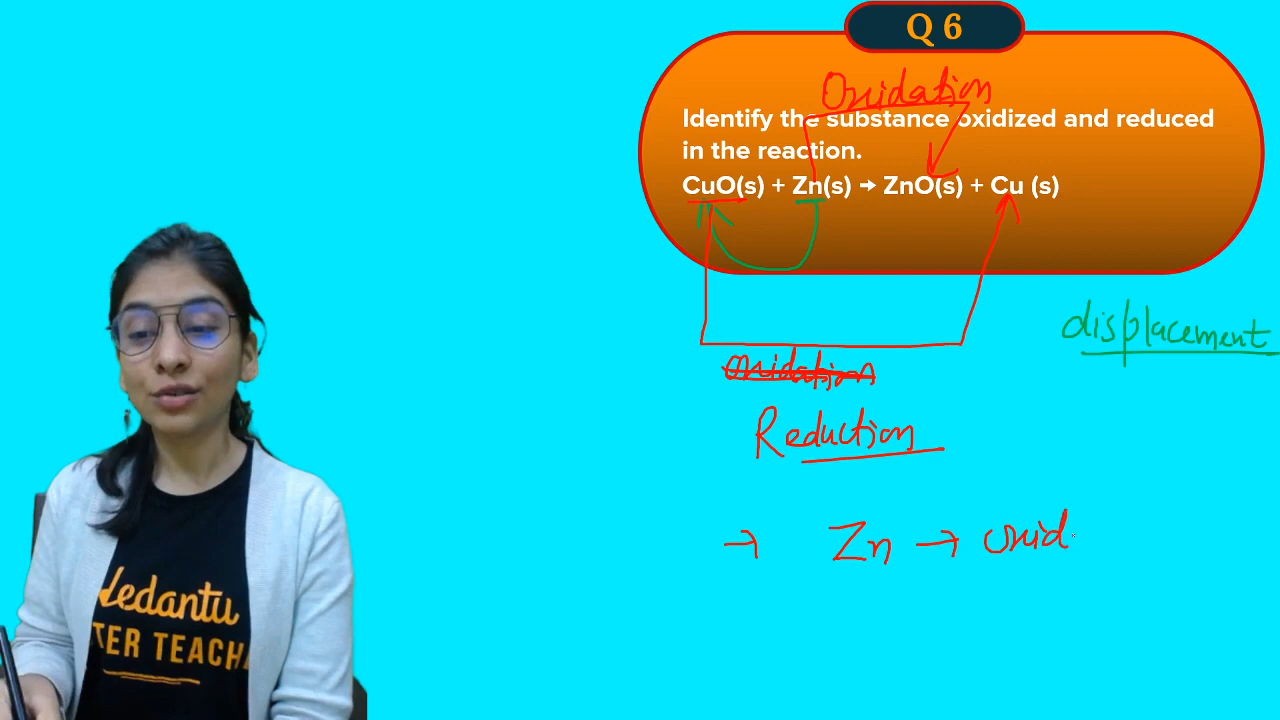 Q 6
Oxidation
Identify the substance oxidized and reduced
in the reaction.
CuO(s) + Zn(s) → ZnO(s) + Cu (s)
displacement
oxidation
Reduction
→ Zn → oxid
Vedantu
TER TEACH